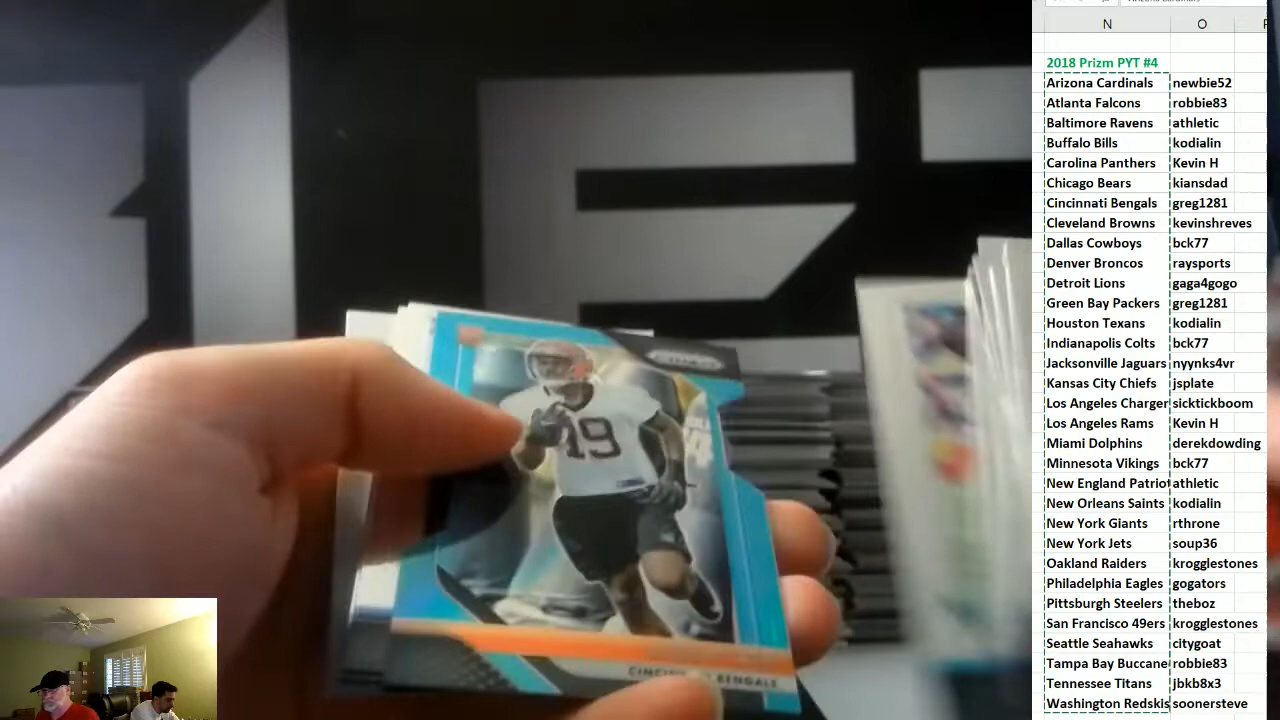 N O
2018 Prizm PYT #4
Arizona Cardinals newbie52
Atlanta Falcons robbie83
Baltimore Ravens athletic
Buffalo Bills kodialin
Carolina Panthers Kevin H
Chicago Bears kiansdad
Cincinnati Bengals greg1281
Cleveland Browns kevinshreves
Dallas Cowboys bck77
Denver Broncos raysports
Detroit Lions gaga4gogo
Green Bay Packers greg1281
Houston Texans kodialin
Indianapolis Colts bck77
Jacksonville Jaguars nyynks4vr
Kansas City Chiefs jsplate
Los Angeles Charger sicktickboom
Los Angeles Rams Kevin H
Miami Dolphins derekdowding
Minnesota Vikings bck77
New England Patriot athletic
New Orleans Saints kodialin
New York Giants rthrone
New York Jets soup36
Oakland Raiders krogglestones
Philadelphia Eagles gogators
Pittsburgh Steelers theboz
San Francisco 49ers krogglestones
Seattle Seahawks citygoat
Tampa Bay Buccane robbie83
Tennessee Titans jbkb8x3
Washington Redskis soonersteve
PRIZM
19
BENGALS